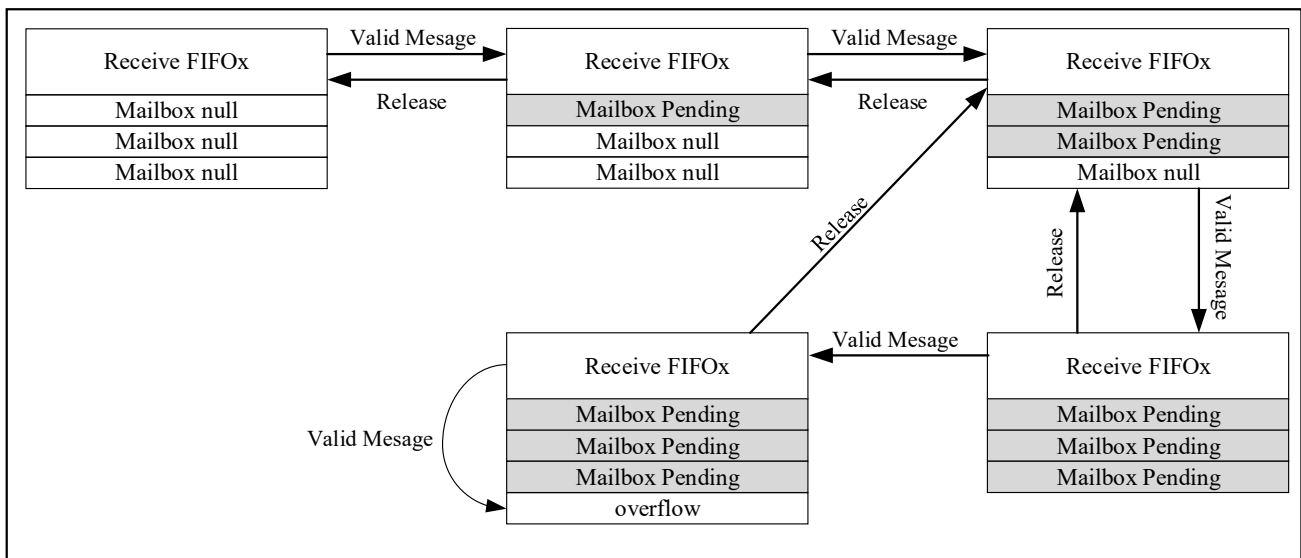 Receive FIFOx
Mailbox null
Mailbox null
Mailbox null
Valid Mesage
Release
Receive FIFOx
Mailbox Pending
Mailbox null
Mailbox null
Valid Mesage
Release
Receive FIFOx
Mailbox Pending
Mailbox Pending
Mailbox null
Release
Release
Valid Mesage
Valid Mesage
Receive FIFOx
Mailbox Pending
Mailbox Pending
Mailbox Pending
overflow
Valid Mesage
Receive FIFOx
Mailbox Pending
Mailbox Pending
Mailbox Pending